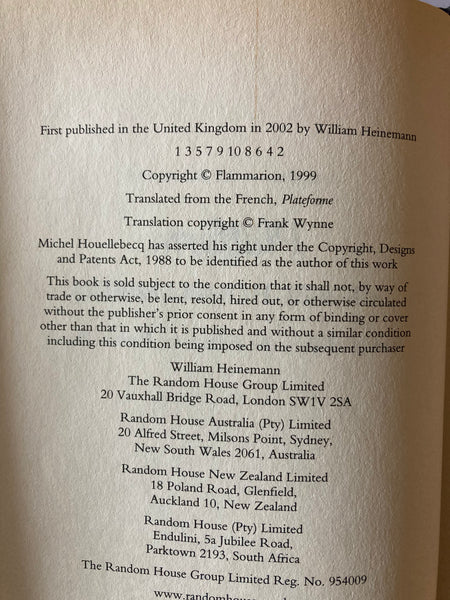 First published in the United Kingdom in 2002 by William Heinemann
1 3 5 7 9 10 8 6 4 2
Copyright © Flammarion, 1999
Translated from the French, Plateforme
Translation copyright © Frank Wynne
Michel Houellebecq has asserted his right under the Copyright, Designs
and Patents Act, 1988 to be identified as the author of this work
This book is sold subject to the condition that it shall not, by way of
trade or otherwise, be lent, resold, hired out, or otherwise circulated
without the publisher's prior consent in any form of binding or cover
other than that in which it is published and without a similar condition
including this condition being imposed on the subsequent purchaser
William Heinemann
The Random House Group Limited
20 Vauxhall Bridge Road, London SW1V 2SA
Random House Australia (Pty) Limited
20 Alfred Street, Milsons Point, Sydney,
New South Wales 2061, Australia
Random House New Zealand Limited
18 Poland Road, Glenfield,
Auckland 10, New Zealand
Random House (Pty) Limited
Endulini, 5a Jubilee Road,
Parktown 2193, South Africa
The Random House Group Limited Reg. No. 954009